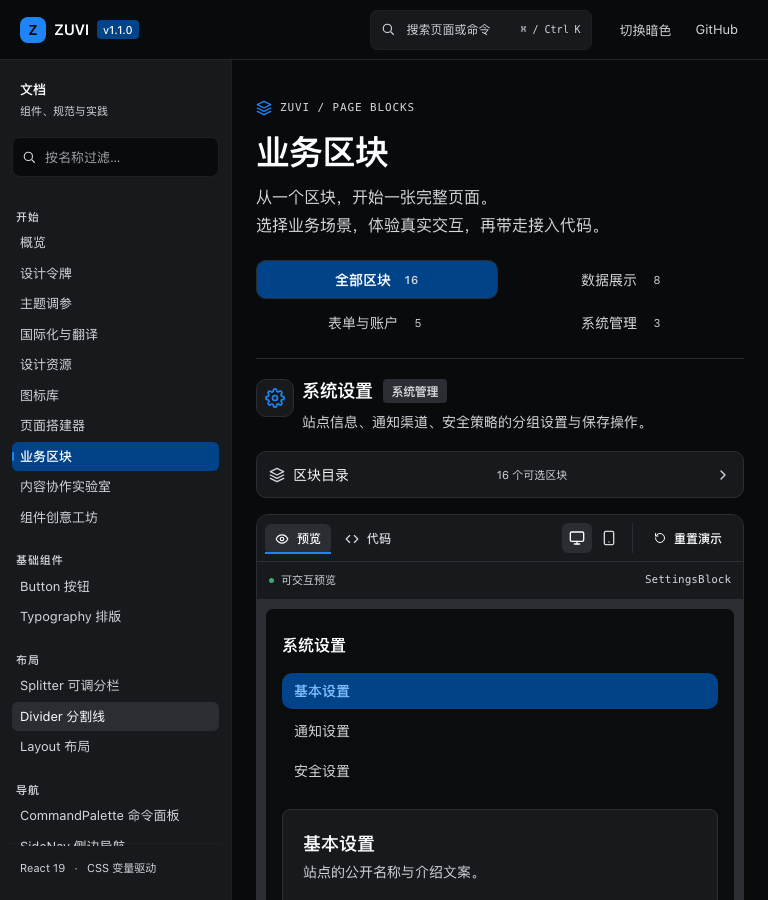 Z ZUVI v1.1.0
搜索页面或命令 ⌘ / Ctrl K
切换暗色
GitHub
文档
组件、规范与实践
按名称过滤...
开始
概览
设计令牌
主题调参
国际化与翻译
设计资源
图标库
页面搭建器
业务区块
内容协作实验室
组件创意工坊
基础组件
Button 按钮
Typography 排版
布局
Splitter 可调分栏
Divider 分割线
Layout 布局
导航
CommandPalette 命令面板
SideNav 侧边导航
React 19 · CSS 变量驱动
ZUVI / PAGE BLOCKS
业务区块
从一个区块，开始一张完整页面。
选择业务场景，体验真实交互，再带走接入代码。
全部区块 16
数据展示 8
表单与账户 5
系统管理 3
系统设置 系统管理
站点信息、通知渠道、安全策略的分组设置与保存操作。
区块目录 16 个可选区块
预览 代码 重置演示
可交互预览 SettingsBlock
系统设置
基本设置
通知设置
安全设置
基本设置
站点的公开名称与介绍文案。